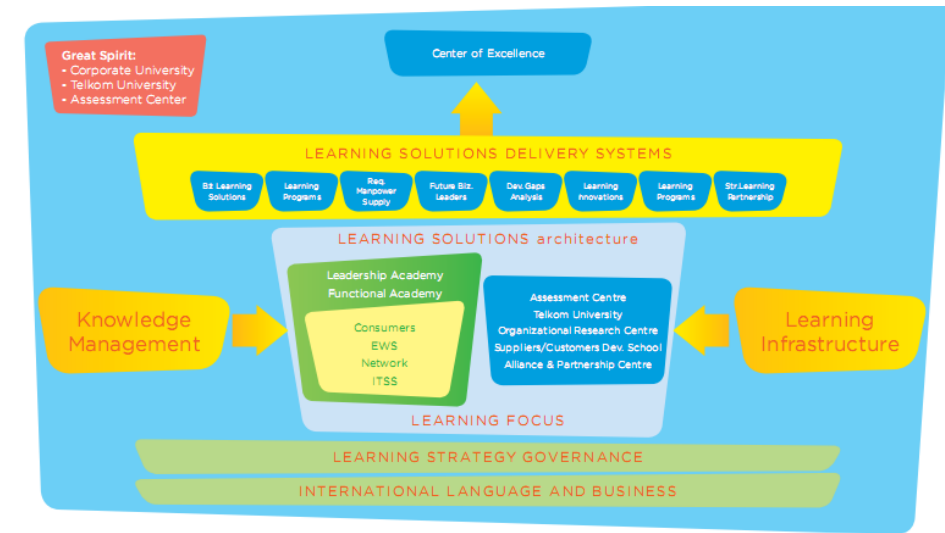 Great Spirit:
- Corporate University
- Telkom University
- Assessment Center
Center of Excellence
LEARNING SOLUTIONS DELIVERY SYSTEMS
Biz Learning
Solutions
Learning
Programs
Req.
Manpower
Supply
Future Biz.
Leaders
Dev. Gaps
Analysis
Learning
Innovations
Learning
Programs
Str.Learning
Partnership
LEARNING SOLUTIONS architecture
Leadership Academy
Functional Academy
Consumers
EWS
Network
ITSS
Assessment Centre
Telkom University
Organizational Research Centre
Suppliers/Customers Dev. School
Alliance & Partnership Centre
Knowledge
Management
Learning
Infrastructure
LEARNING FOCUS
LEARNING STRATEGY GOVERNANCE
INTERNATIONAL LANGUAGE AND BUSINESS